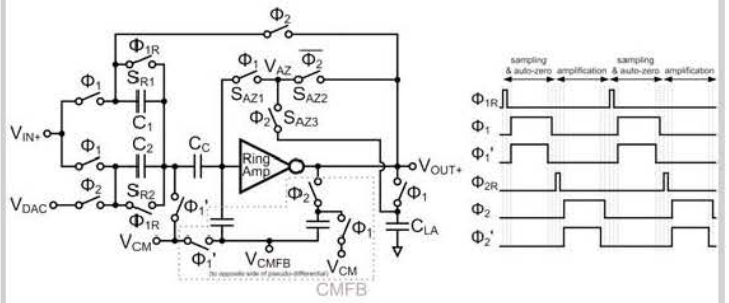 Φ2
Φ1R
SR1
Φ1
C1
VIN+
Φ1
C2
Φ2
SR2
VDAC
Φ1R
VCM
Φ1'
Φ1'
CC
Φ1
SAZ1
VAZ
Φ2
SAZ2
Φ2
SAZ3
Ring
Amp
VOUT+
Φ2
Φ1
Φ1
CLA
VCM
VCMFB
(to opposite side of pseudo-differential)
CMFB
sampling
& auto-zero
amplification
sampling
& auto-zero
amplification
Φ1R
Φ1
Φ1'
Φ2R
Φ2
Φ2'